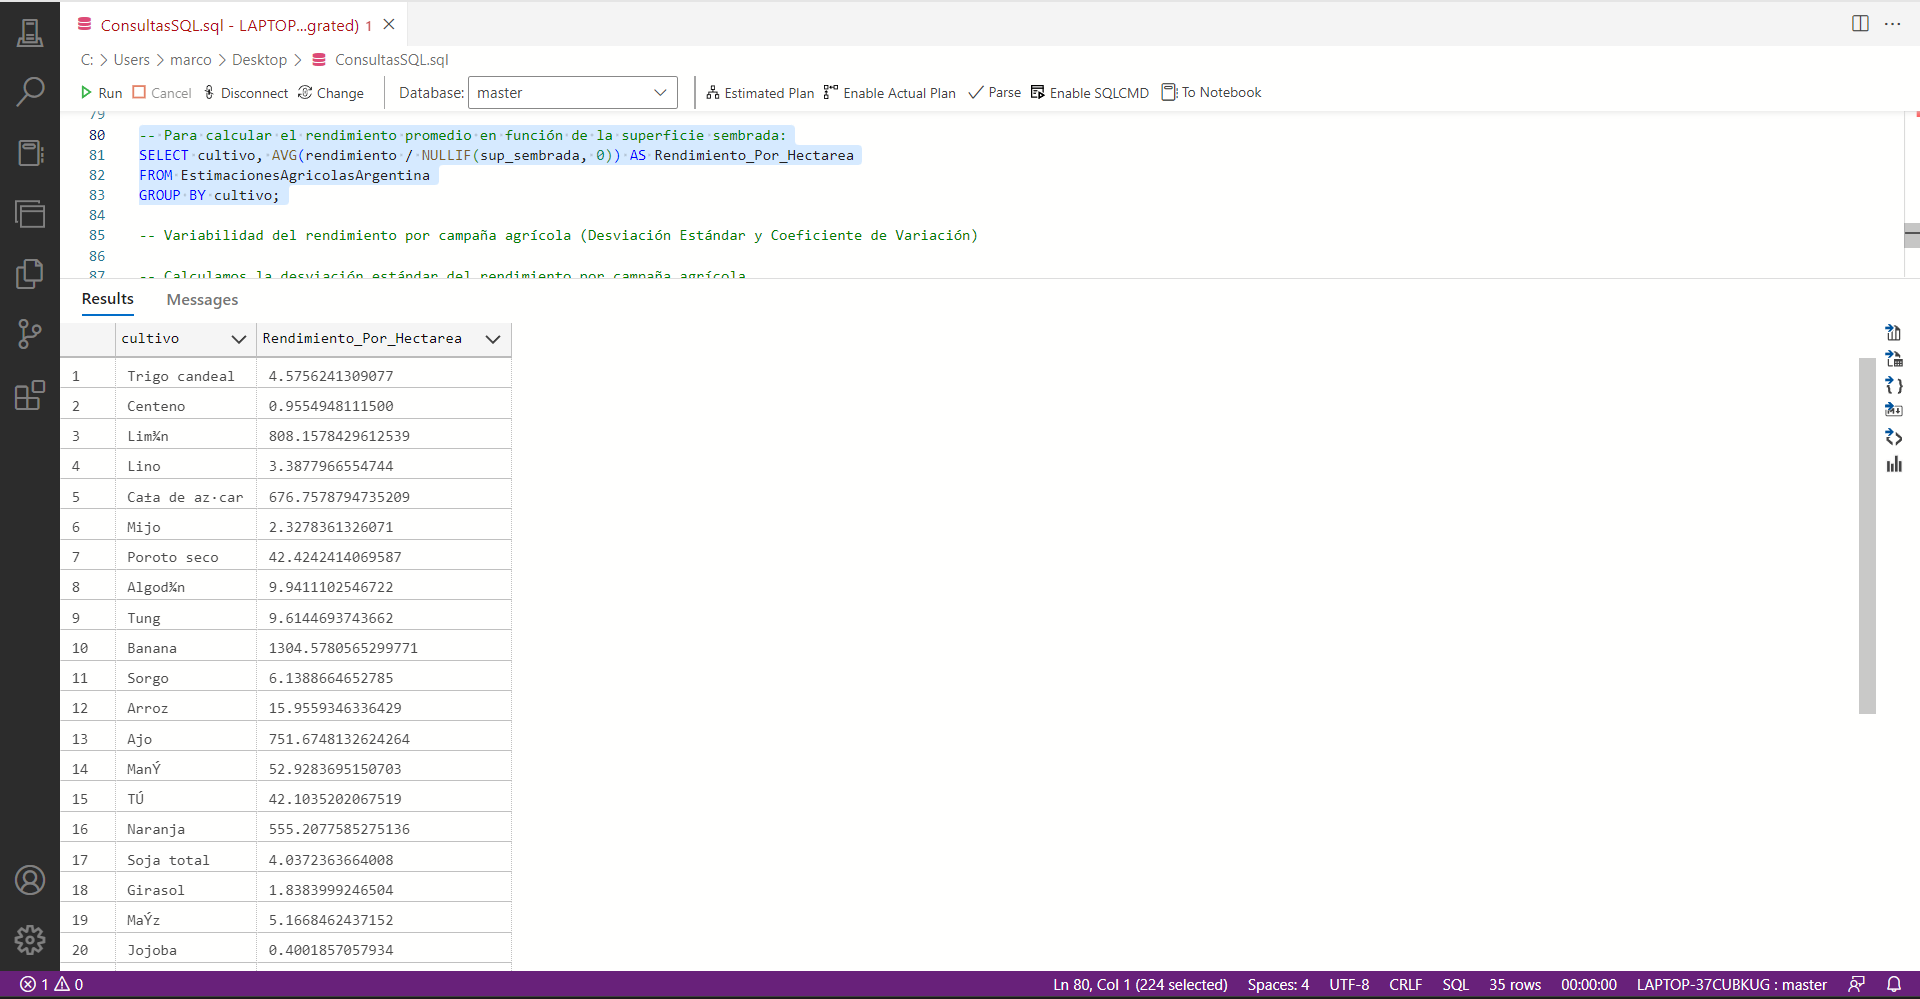 ConsultasSQL.sql - LAPTOP...grated) 1
C: > Users > marco > Desktop > ConsultasSQL.sql
Run Cancel Disconnect Change Database: master Estimated Plan Enable Actual Plan Parse Enable SQLCMD To Notebook
79
80 -- Para calcular el rendimiento promedio en función de la superficie sembrada:
81 SELECT cultivo, AVG(rendimiento / NULLIF(sup_sembrada, 0)) AS Rendimiento_Por_Hectarea
82 FROM EstimacionesAgricolasArgentina
83 GROUP BY cultivo;
84
85 -- Variabilidad del rendimiento por campaña agrícola (Desviación Estándar y Coeficiente de Variación)
86
87 -- Calculamos la desviación estándar del rendimiento por campaña agrícola
Results Messages
cultivo Rendimiento_Por_Hectarea
1 Trigo candeal 4.5756241309077
2 Centeno 0.9554948111500
3 Lim¾n 808.1578429612539
4 Lino 3.3877966554744
5 Ca±a de az·car 676.7578794735209
6 Mijo 2.3278361326071
7 Poroto seco 42.4242414069587
8 Algod¾n 9.9411102546722
9 Tung 9.6144693743662
10 Banana 1304.5780565299771
11 Sorgo 6.1388664652785
12 Arroz 15.9559346336429
13 Ajo 751.6748132624264
14 ManÝ 52.9283695150703
15 TÚ 42.1035202067519
16 Naranja 555.2077585275136
17 Soja total 4.0372363664008
18 Girasol 1.8383999246504
19 MaÝz 5.1668462437152
20 Jojoba 0.4001857057934
1 0 Ln 80, Col 1 (224 selected) Spaces: 4 UTF-8 CRLF SQL 35 rows 00:00:00 LAPTOP-37CUBKUG : master